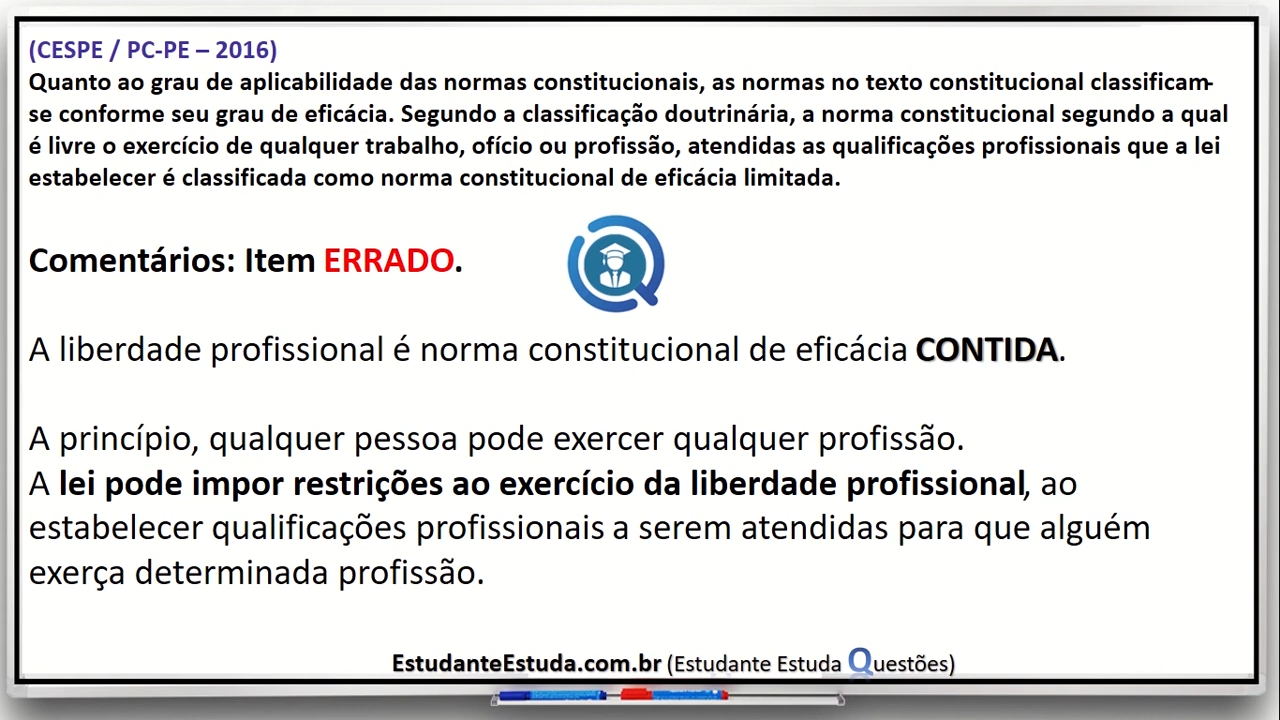 (CESPE / PC-PE – 2016)
Quanto ao grau de aplicabilidade das normas constitucionais, as normas no texto constitucional classificam-
se conforme seu grau de eficácia. Segundo a classificação doutrinária, a norma constitucional segundo a qual
é livre o exercício de qualquer trabalho, ofício ou profissão, atendidas as qualificações profissionais que a lei
estabelecer é classificada como norma constitucional de eficácia limitada.
Comentários: Item ERRADO.
A liberdade profissional é norma constitucional de eficácia CONTIDA.
A princípio, qualquer pessoa pode exercer qualquer profissão.
A lei pode impor restrições ao exercício da liberdade profissional, ao
estabelecer qualificações profissionais a serem atendidas para que alguém
exerça determinada profissão.
EstudanteEstuda.com.br (Estudante Estuda Questões)